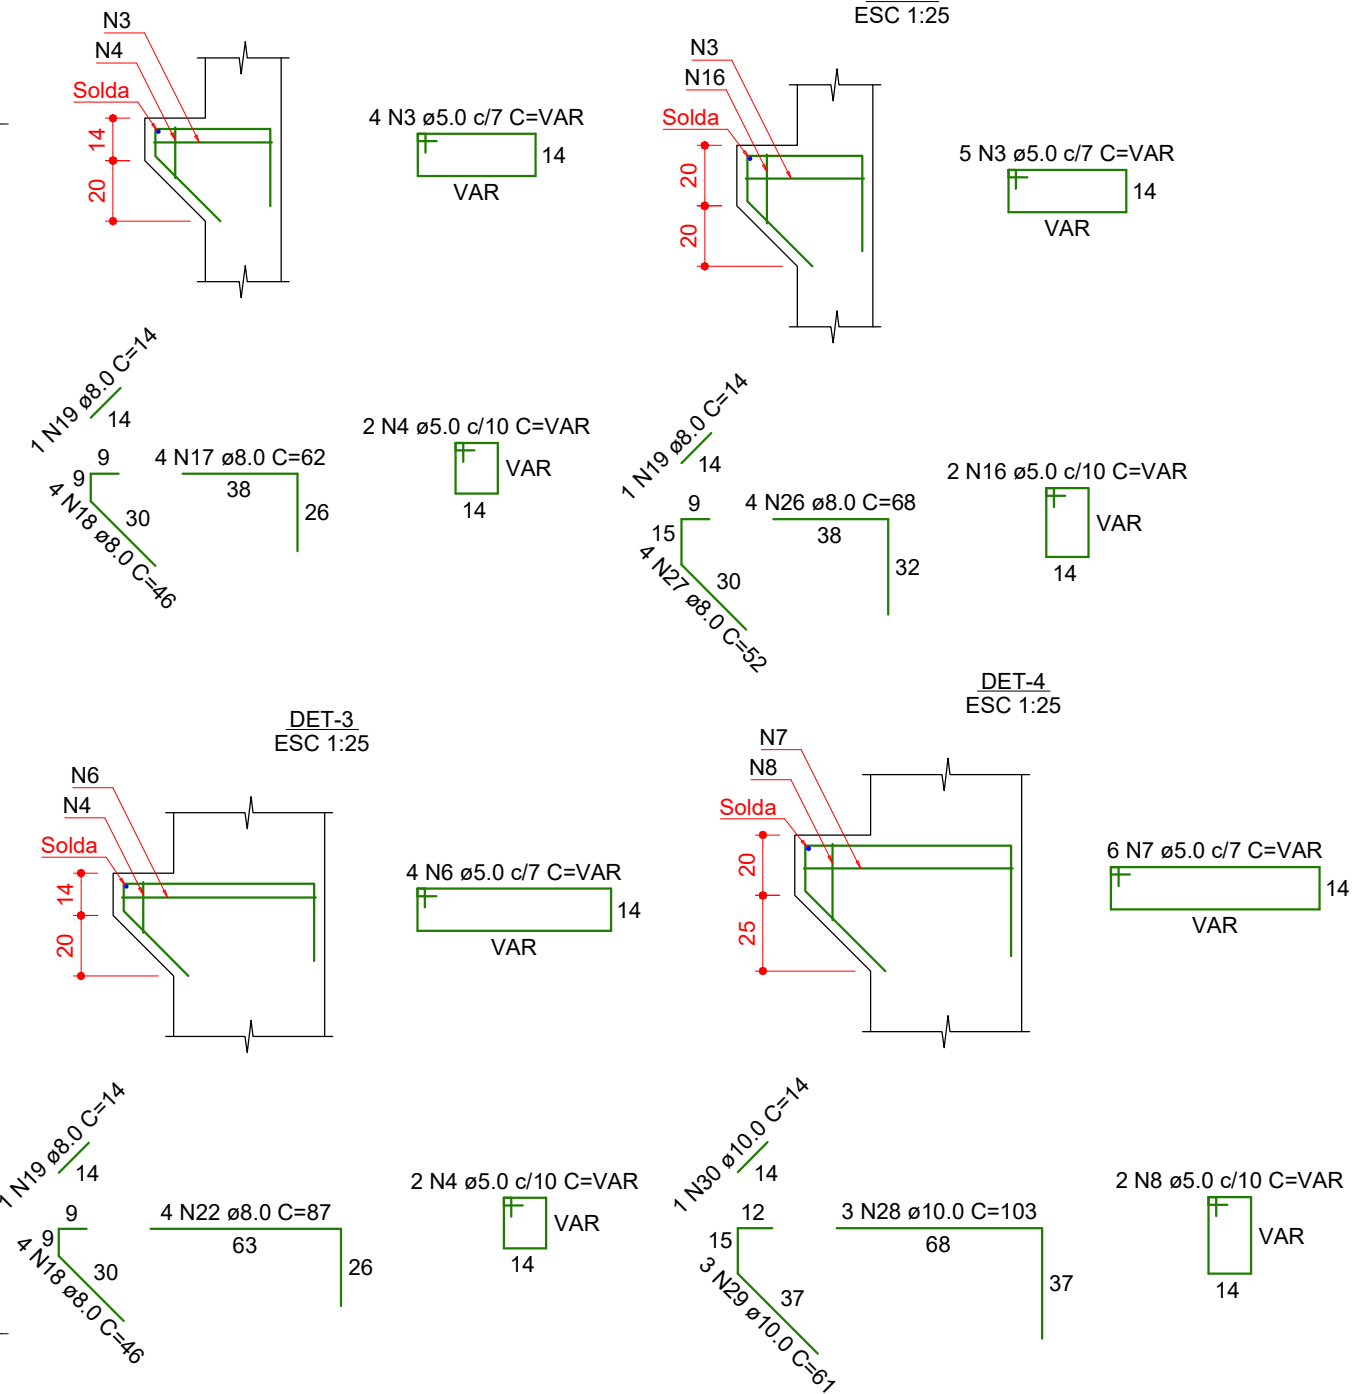 ESC 1:25
N3
N4
Solda
14
20
4 N3 ø5.0 c/7 C=VAR
14
VAR
N3
N16
Solda
20
20
5 N3 ø5.0 c/7 C=VAR
14
VAR
1 N19 ø8.0 C=14
14
9
9
30
4 N18 ø8.0 C=46
4 N17 ø8.0 C=62
38
26
2 N4 ø5.0 c/10 C=VAR
VAR
14
1 N19 ø8.0 C=14
14
9
15
30
4 N27 ø8.0 C=52
4 N26 ø8.0 C=68
38
32
2 N16 ø5.0 c/10 C=VAR
VAR
14
DET-3
ESC 1:25
N6
N4
Solda
14
20
4 N6 ø5.0 c/7 C=VAR
14
VAR
DET-4
ESC 1:25
N7
N8
Solda
20
25
6 N7 ø5.0 c/7 C=VAR
14
VAR
1 N19 ø8.0 C=14
14
9
9
30
4 N18 ø8.0 C=46
4 N22 ø8.0 C=87
63
26
2 N4 ø5.0 c/10 C=VAR
VAR
14
1 N30 ø10.0 C=14
14
12
15
37
3 N29 ø10.0 C=61
3 N28 ø10.0 C=103
68
37
2 N8 ø5.0 c/10 C=VAR
VAR
14